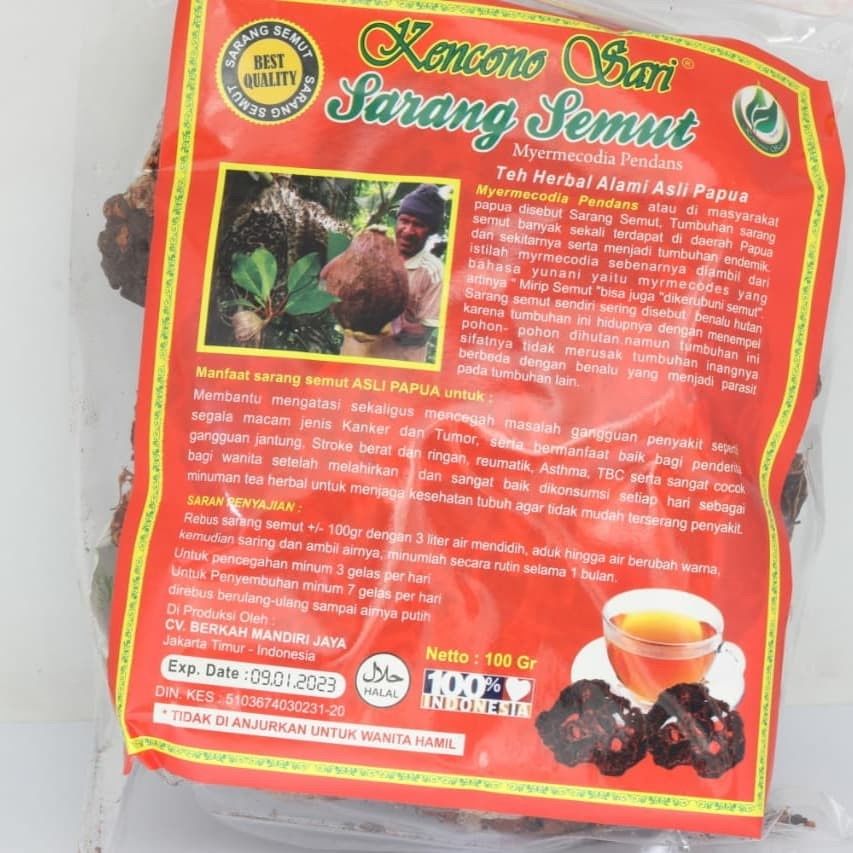 SARANG SEMUT
BEST
QUALITY
SARANG SEMUT
Kencono Sari ®
Sarang Semut
Myermecodia Pendans
Teh Herbal Alami Asli Papua
Myermecodia Pendans atau di masyarakat
papua disebut Sarang Semut, Tumbuhan sarang
semut banyak sekali terdapat di daerah Papua
dan sekitarnya serta menjadi tumbuhan endemik.
istilah myrmecodia sebenarnya diambil dari
bahasa yunani yaitu myrmecodes yang
artinya " Mirip Semut "bisa juga "dikerubuni semut".
Sarang semut sendiri sering disebut benalu hutan
karena tumbuhan ini hidupnya dengan menempel
pohon- pohon dihutan.namun tumbuhan ini
sifatnya tidak merusak tumbuhan inangnya
berbeda dengan benalu yang menjadi parasit
pada tumbuhan lain.
Manfaat sarang semut ASLI PAPUA untuk :
Membantu mengatasi sekaligus mencegah masalah gangguan penyakit seperti
segala macam jenis Kanker dan Tumor, serta bermanfaat baik bagi penderita
gangguan jantung, Stroke berat dan ringan, reumatik, Asthma, TBC serta sangat cocok
bagi wanita setelah melahirkan dan sangat baik dikonsumsi setiap hari sebagai
minuman tea herbal untuk menjaga kesehatan tubuh agar tidak mudah terserang penyakit.
SARAN PENYAJIAN :
Rebus sarang semut +/- 100gr dengan 3 liter air mendidih, aduk hingga air berubah warna,
kemudian saring dan ambil airnya, minumlah secara rutin selama 1 bulan.
Untuk pencegahan minum 3 gelas per hari
Untuk Penyembuhan minum 7 gelas per hari
direbus berulang-ulang sampai airnya putih
Di Produksi Oleh :
CV. BERKAH MANDIRI JAYA
Jakarta Timur - Indonesia
Exp. Date : 09.01.2023
حلال
HALAL
Netto : 100 Gr
100%
INDONESIA
DIN. KES : 5103674030231-20
* TIDAK DI ANJURKAN UNTUK WANITA HAMIL